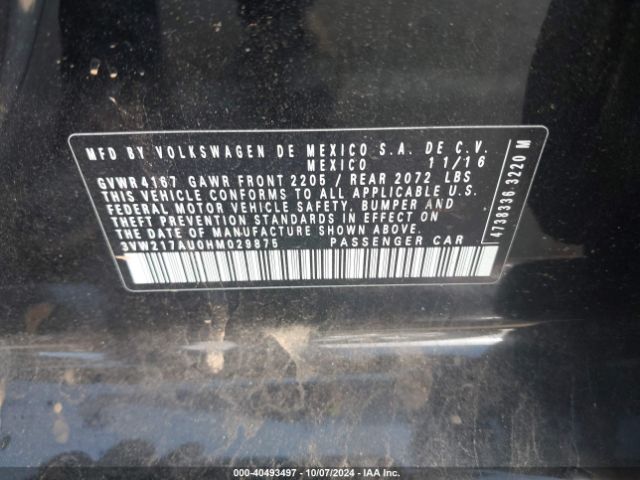 MFD BY VOLKSWAGEN DE MEXICO S.A. DE C.V.
MEXICO 11/16
GVWR4167 GAWR FRONT 2205 / REAR 2072 LBS
THIS VEHICLE CONFORMS TO ALL APPLICABLE U.S.
FEDERAL MOTOR VEHICLE SAFETY, BUMPER AND
THEFT PREVENTION STANDARDS IN EFFECT ON
THE DATE OF MANUFACTURE SHOWN ABOVE.
3VW217AU0HM029875 PASSENGER CAR
4738336 3220 M
000-40493497 - 10/07/2024 - IAA Inc.